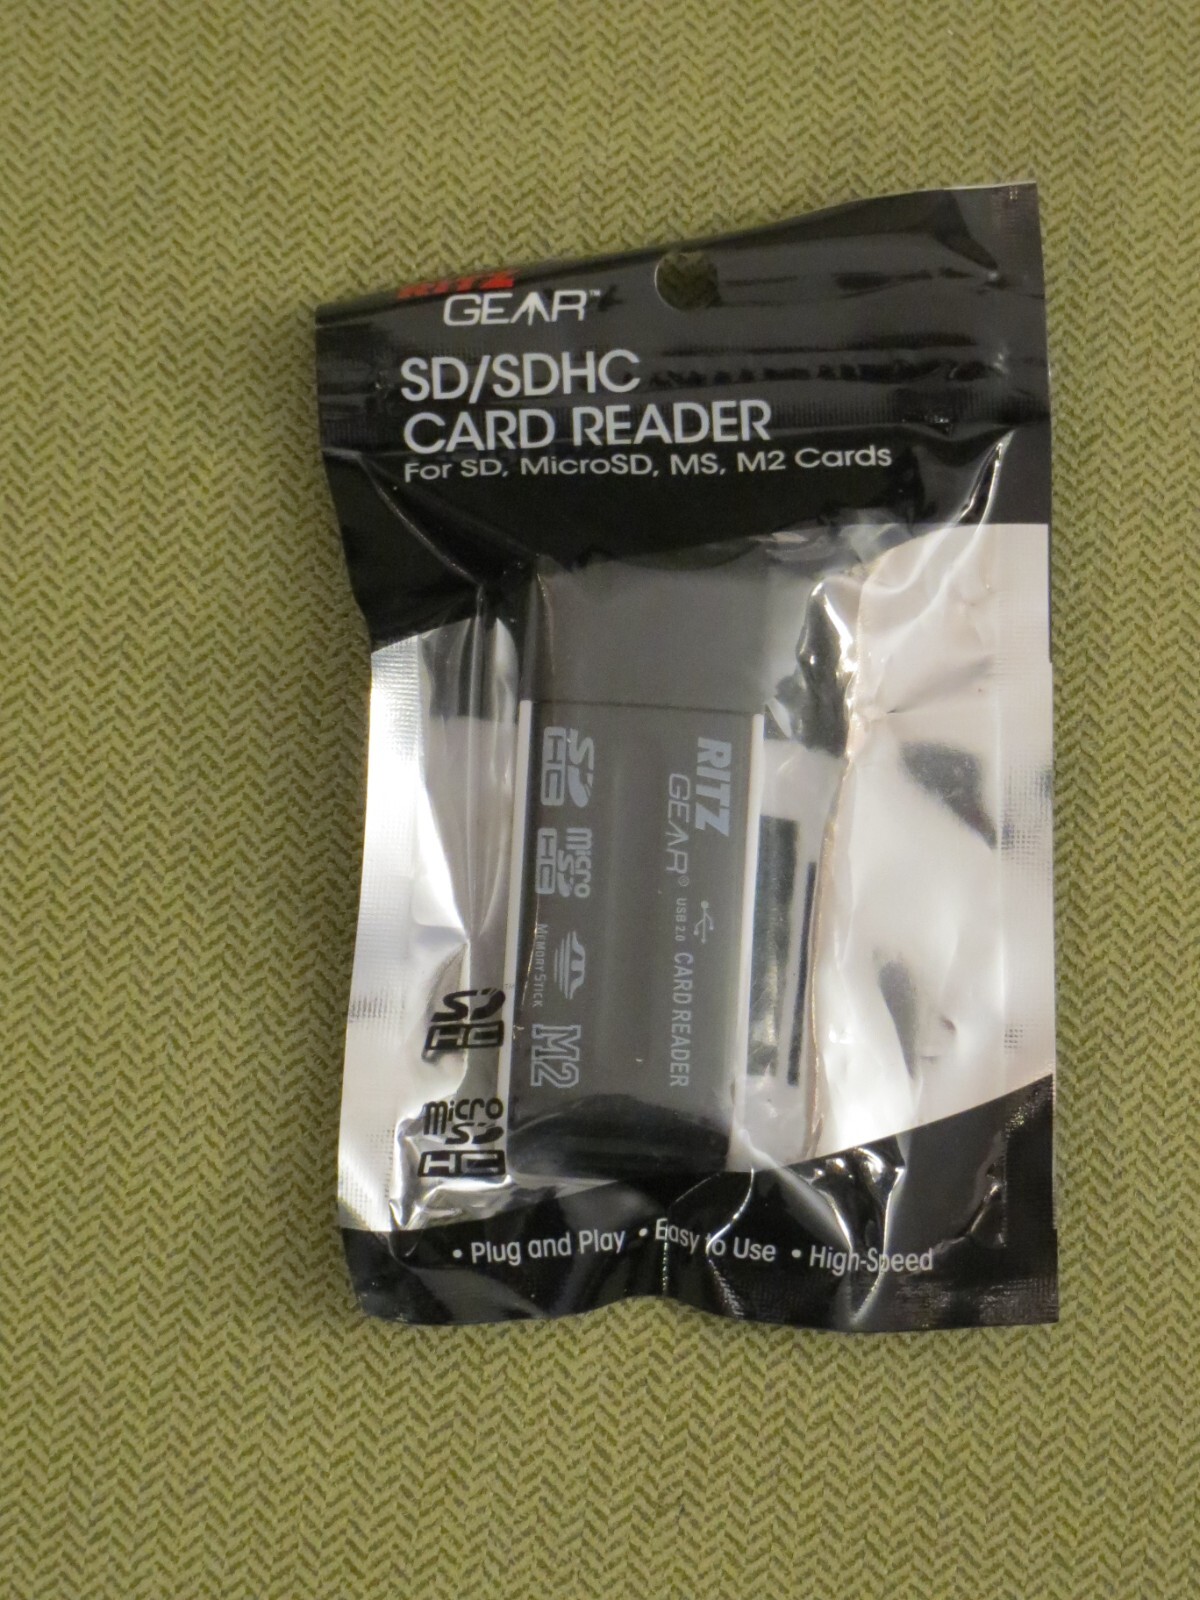 RITZ
GEAR™
SD/SDHC
CARD READER
For SD, MicroSD, MS, M2 Cards
RITZ
GEAR®
USB 2.0 CARD READER
SD
HC
micro
SD
HC
MEMORY STICK
M2
SD
HC
micro
SD
HC
• Plug and Play • Easy to Use • High-Speed